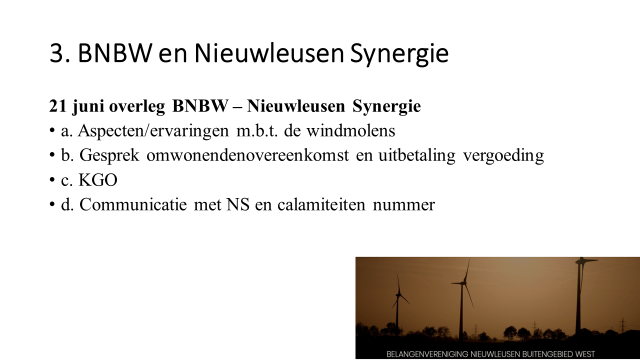 3. BNBW en Nieuwleusen Synergie
21 juni overleg BNBW – Nieuwleusen Synergie
• a. Aspecten/ervaringen m.b.t. de windmolens
• b. Gesprek omwonendenovereenkomst en uitbetaling vergoeding
• c. KGO
• d. Communicatie met NS en calamiteiten nummer
BELANGENVERENIGING NIEUWLEUSEN BUITENGEBIED WEST